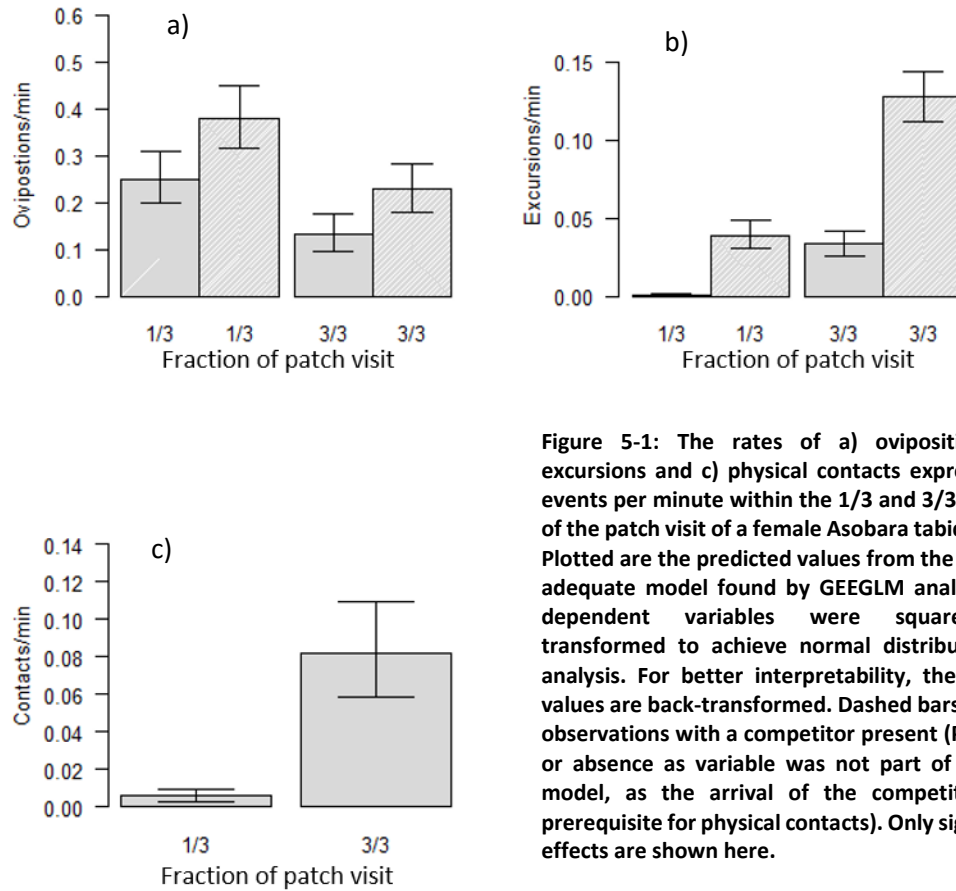 a)
0.6
0.5
0.4
0.3
0.2
0.1
0.0
Ovipostions/min
1/3 1/3 3/3 3/3
Fraction of patch visit
b)
0.15
0.10
0.05
0.00
Excursions/min
1/3 1/3 3/3 3/3
Fraction of patch visit
c)
0.14
0.12
0.10
0.08
0.06
0.04
0.02
0.00
Contacts/min
1/3 3/3
Fraction of patch visit
Figure 5-1: The rates of a) ovipositi
excursions and c) physical contacts expre
events per minute within the 1/3 and 3/3
of the patch visit of a female Asobara tabid
Plotted are the predicted values from the
adequate model found by GEEGLM anal
dependent variables were square
transformed to achieve normal distribu
analysis. For better interpretability, the
values are back-transformed. Dashed bars
observations with a competitor present (P
or absence as variable was not part of
model, as the arrival of the competit
prerequisite for physical contacts). Only sig
effects are shown here.